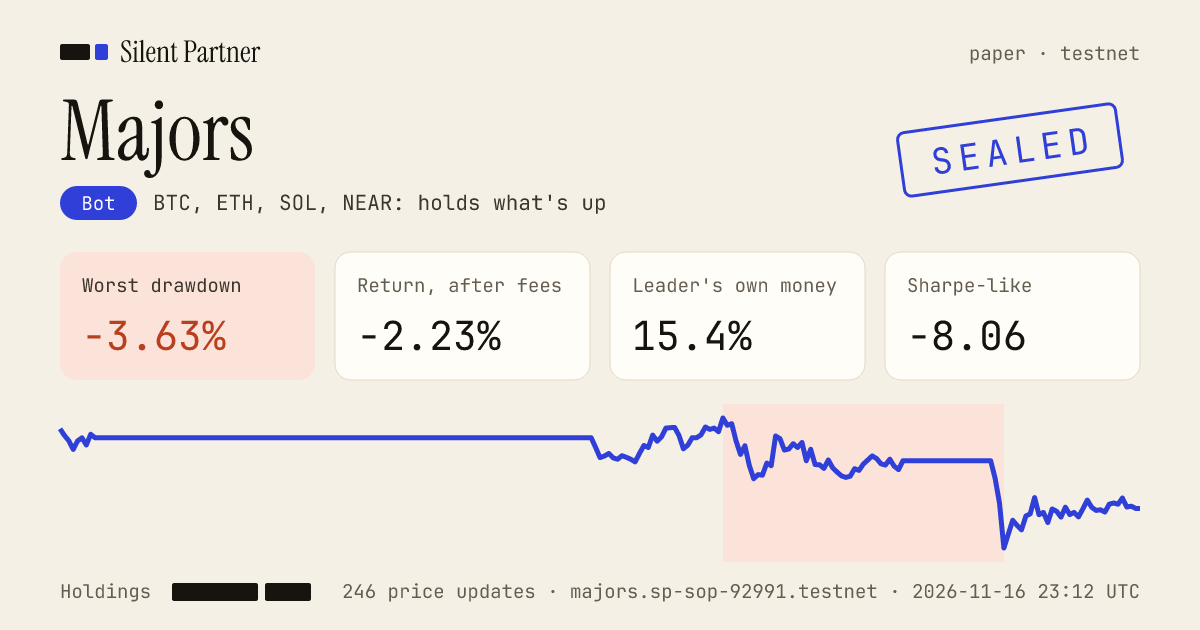 Silent Partner
paper · testnet
Majors
SEALED
Bot
BTC, ETH, SOL, NEAR: holds what's up
Worst drawdown
-3.63%
Return, after fees
-2.23%
Leader's own money
15.4%
Sharpe-like
-8.06
Holdings
246 price updates · majors.sp-sop-92991.testnet · 2026-11-16 23:12 UTC